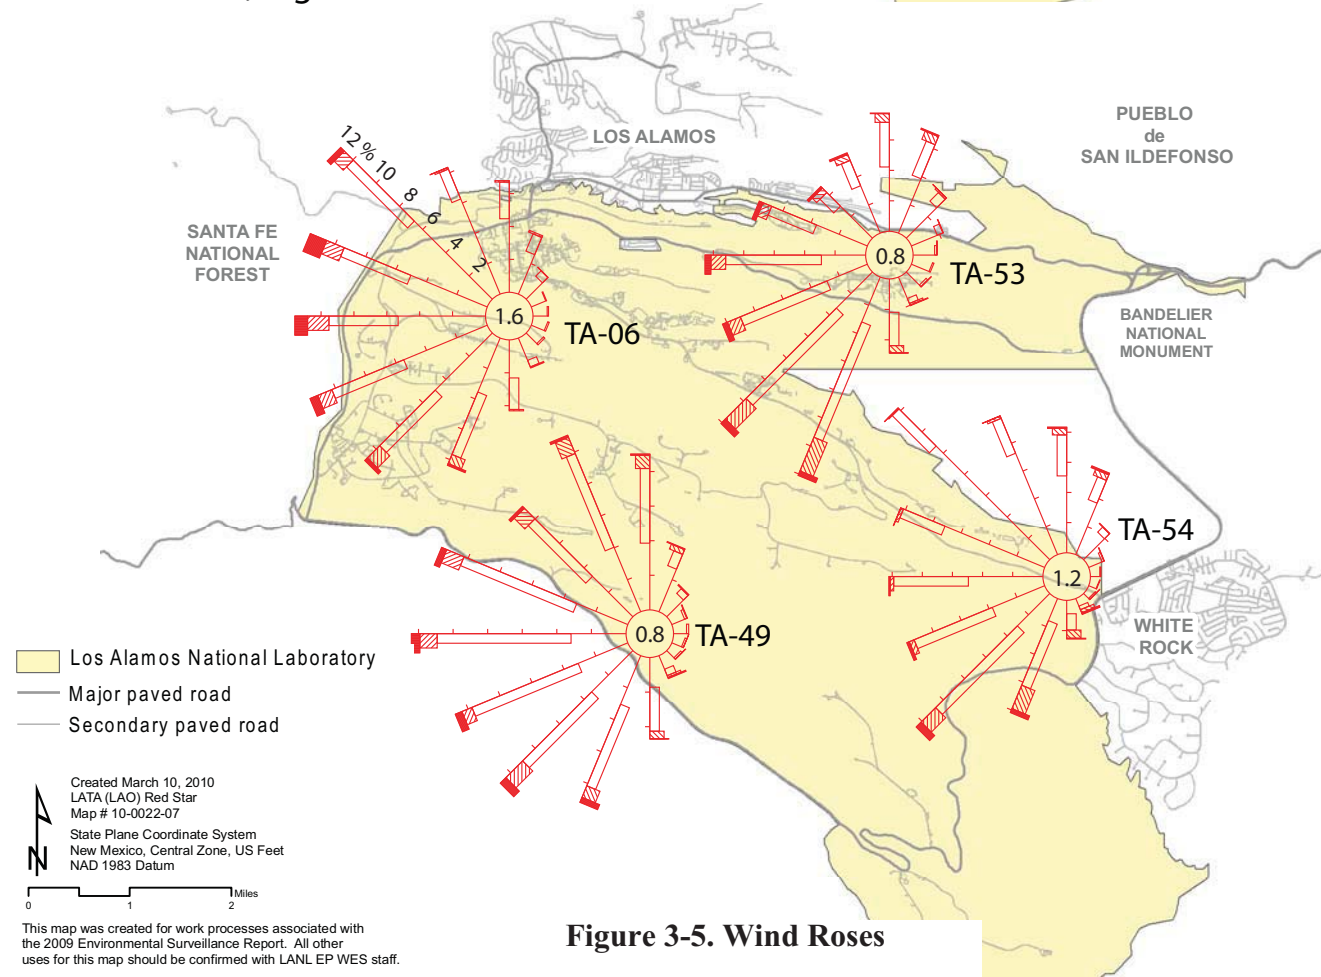 LOS ALAMOS
PUEBLO
de
SAN ILDEFONSO
12 %
10
8
6
4
2
SANTA FE
NATIONAL
FOREST
0.8
TA-53
1.6
TA-06
BANDELIER
NATIONAL
MONUMENT
TA-54
1.2
0.8
TA-49
WHITE
ROCK
Los Alamos National Laboratory
Major paved road
Secondary paved road
Created March 10, 2010
LATA (LAO) Red Star
Map # 10-0022-07
State Plane Coordinate System
New Mexico, Central Zone, US Feet
NAD 1983 Datum
N
Miles
0 1 2
This map was created for work processes associated with
the 2009 Environmental Surveillance Report. All other
uses for this map should be confirmed with LANL EP WES staff.
Figure 3-5. Wind Roses